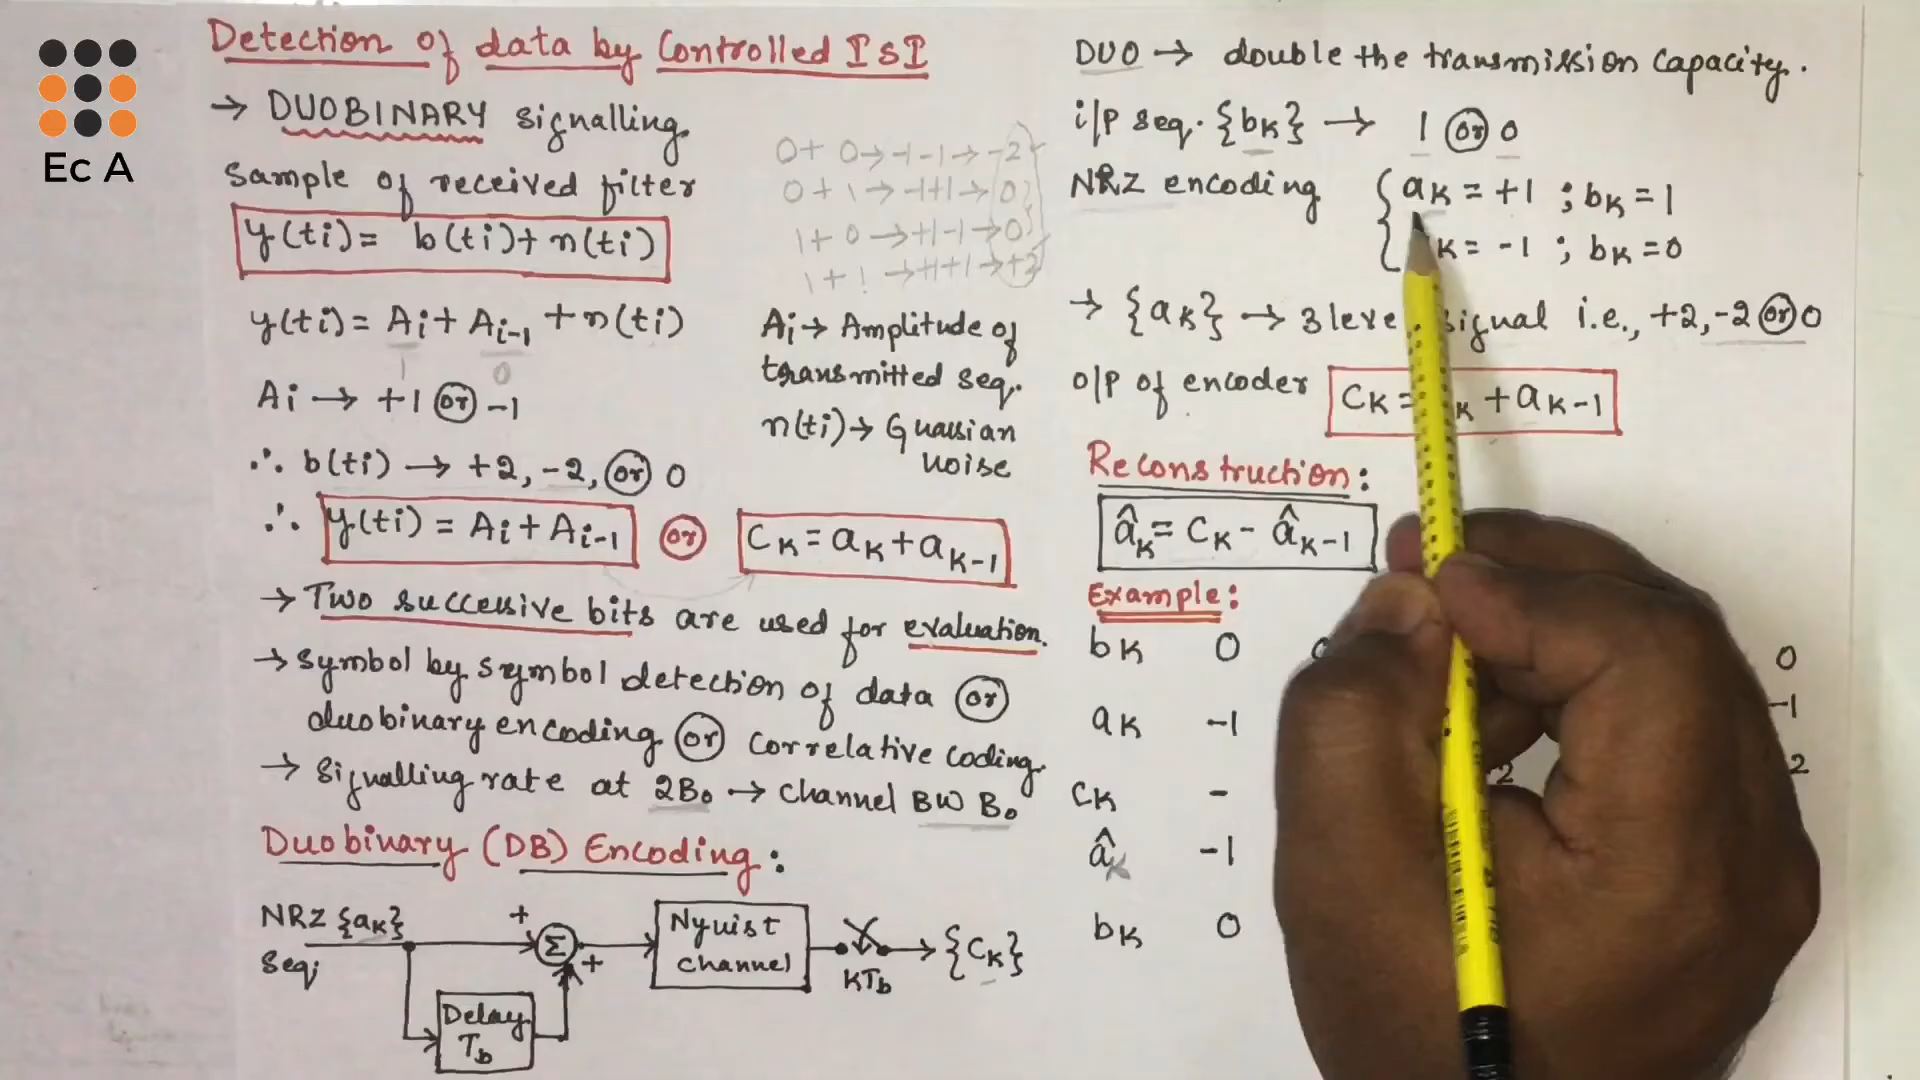 Ec A
Detection of data by Controlled ISI
→ DUOBINARY signalling
Sample of received filter
y(ti) = b(ti) + n(ti)
0 + 0 → -1 -1 → -2
0 + 1 → -1+1 → 0
1 + 0 → +1-1 → 0
1 + 1 → +1+1 → +2
y(ti) = Ai + Ai-1 + n(ti)
1 0
Ai → +1 or -1
∴ b(ti) → +2, -2, or 0
Ai → Amplitude of
transmitted seq.
n(ti) → Guassian
noise
∴ y(ti) = Ai + Ai-1 or CK = aK + aK-1
→ Two successive bits are used for evaluation.
→ symbol by symbol detection of data or
duobinary encoding or correlative coding.
→ signalling rate at 2B0 → channel BW B0
Duobinary (DB) Encoding:
NRZ {aK}
seq;
+
Σ
+
Delay
Tb
Nyuist
channel
KTb
{CK}
DUO → double the transmission capacity.
i/p seq. {bK} → 1 or 0
NRZ encoding { aK = +1 ; bK = 1
K = -1 ; bK = 0
→ {aK} → 3 leve signal i.e., +2, -2 or 0
o/p of encoder CK = K + aK-1
Reconstruction:
âK = CK - âK-1
Example:
bK 0 0
aK -1 -1
CK - 2 2
âK -1
bK 0